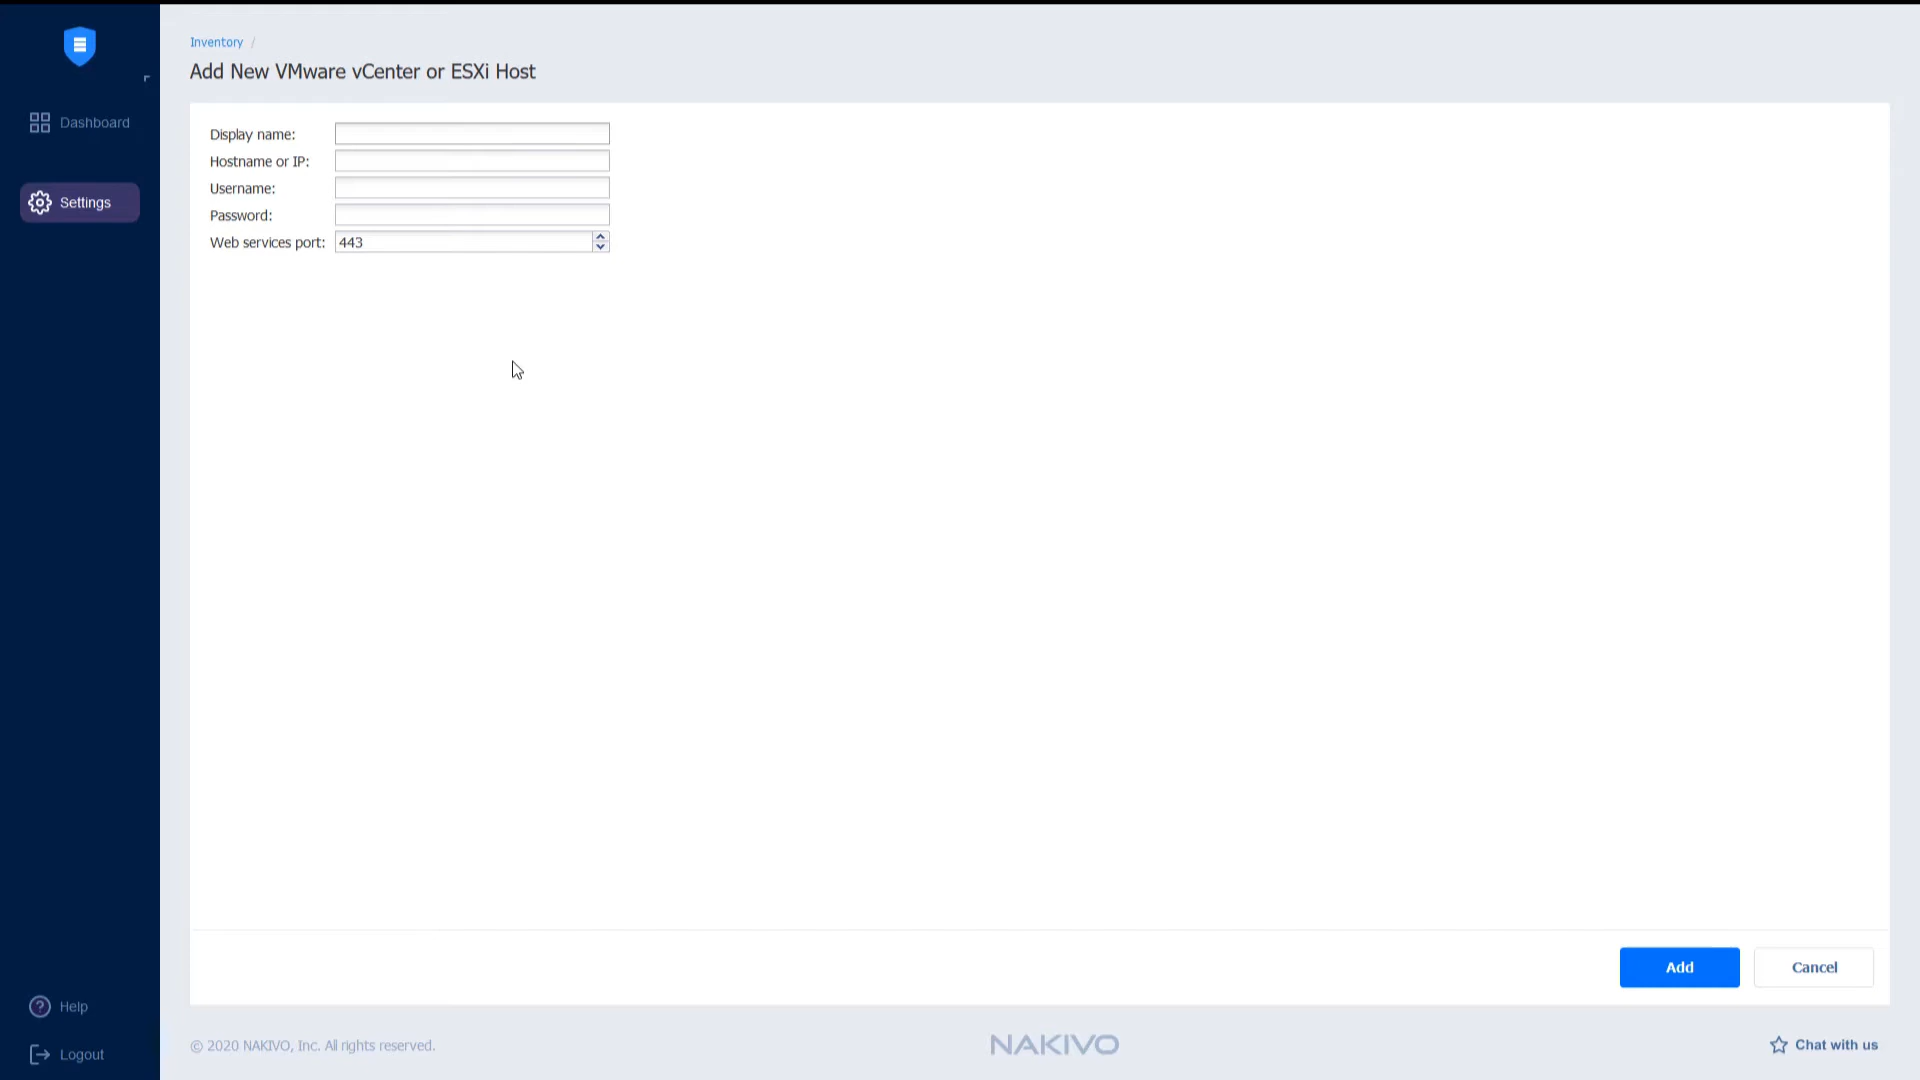 Inventory /
Add New VMware vCenter or ESXi Host
Dashboard
Settings
Display name:
Hostname or IP:
Username:
Password:
Web services port: 443
Add
Cancel
Help
Logout
© 2020 NAKIVO, Inc. All rights reserved.
NAKIVO
Chat with us